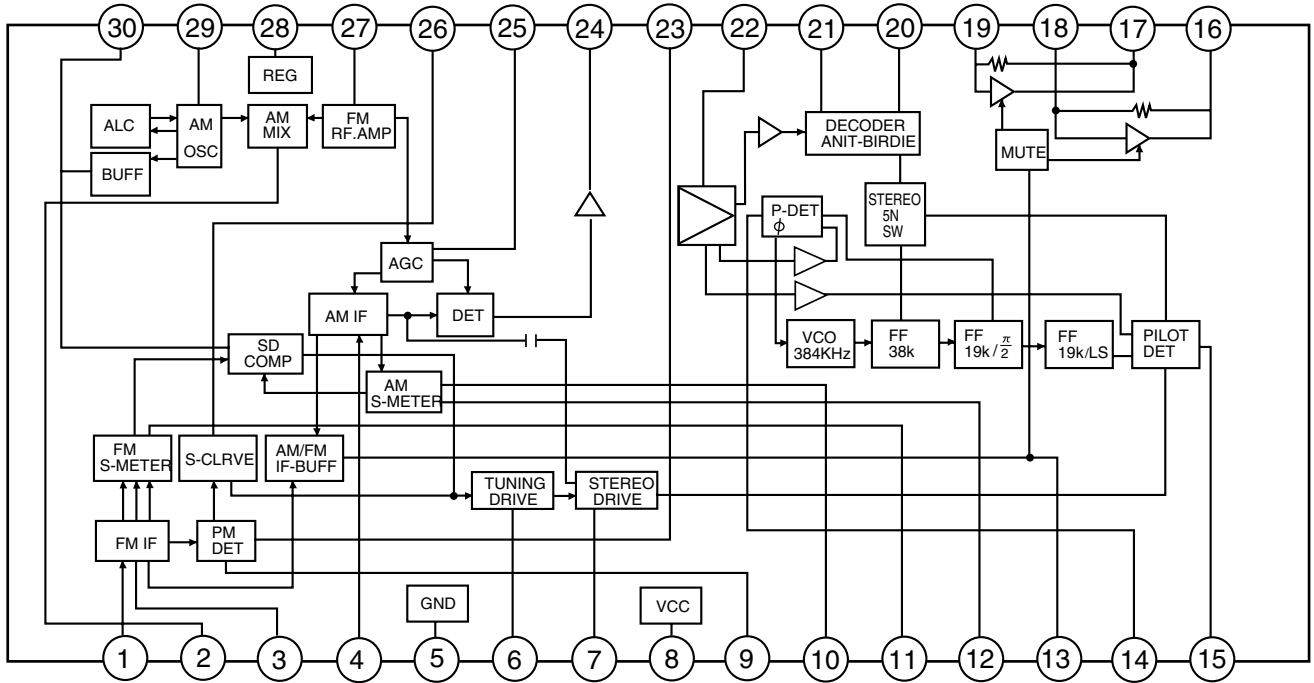 30 29 28 27 26 25 24 23 22 21 20 19 18 17 16
REG
ALC
AM
OSC
AM
MIX
FM
RF.AMP
BUFF
DECODER
ANIT-BIRDIE
MUTE
P-DET
ϕ
STEREO
5N
SW
AGC
AM IF
DET
SD
COMP
VCO
384KHz
FF
38k
FF
19k/π/2
FF
19k/LS
PILOT
DET
AM
S-METER
FM
S-METER
S-CLRVE
AM/FM
IF-BUFF
TUNING
DRIVE
STEREO
DRIVE
FM IF
PM
DET
GND
VCC
1 2 3 4 5 6 7 8 9 10 11 12 13 14 15